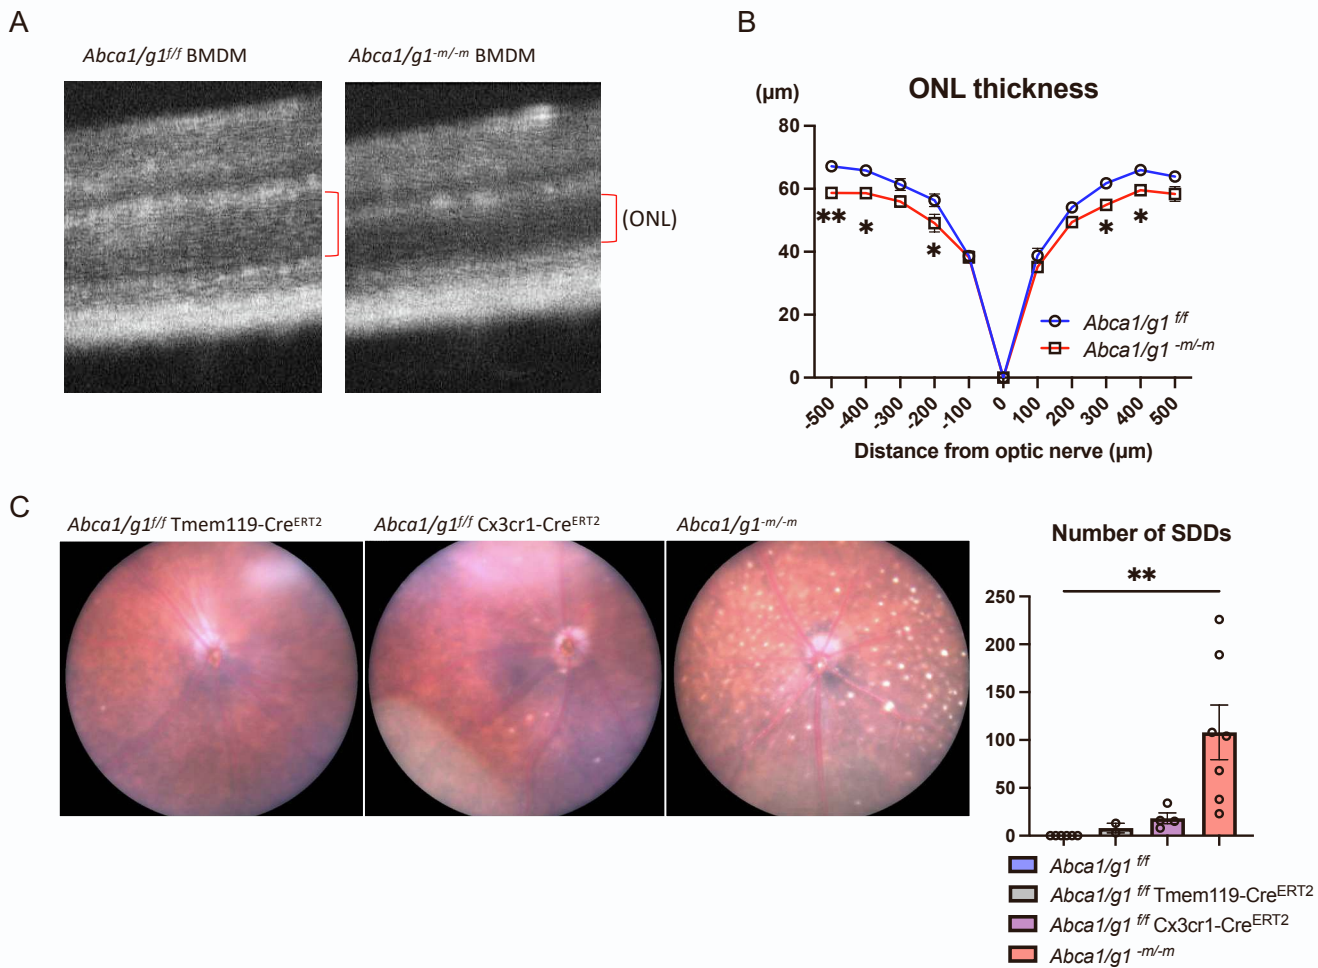 A
Abca1/g1f/f BMDM
Abca1/g1-m/-m BMDM
(ONL)
B
ONL thickness
(μm)
80
60
40
20
0
** * * * *
-500 -400 -300 -200 -100 0 100 200 300 400 500
Distance from optic nerve (μm)
Abca1/g1 f/f
Abca1/g1 -m/-m
C
Abca1/g1f/f Tmem119-CreERT2
Abca1/g1f/f Cx3cr1-CreERT2
Abca1/g1-m/-m
Number of SDDs
**
250
200
150
100
50
0
Abca1/g1 f/f
Abca1/g1 f/f Tmem119-CreERT2
Abca1/g1 f/f Cx3cr1-CreERT2
Abca1/g1 -m/-m